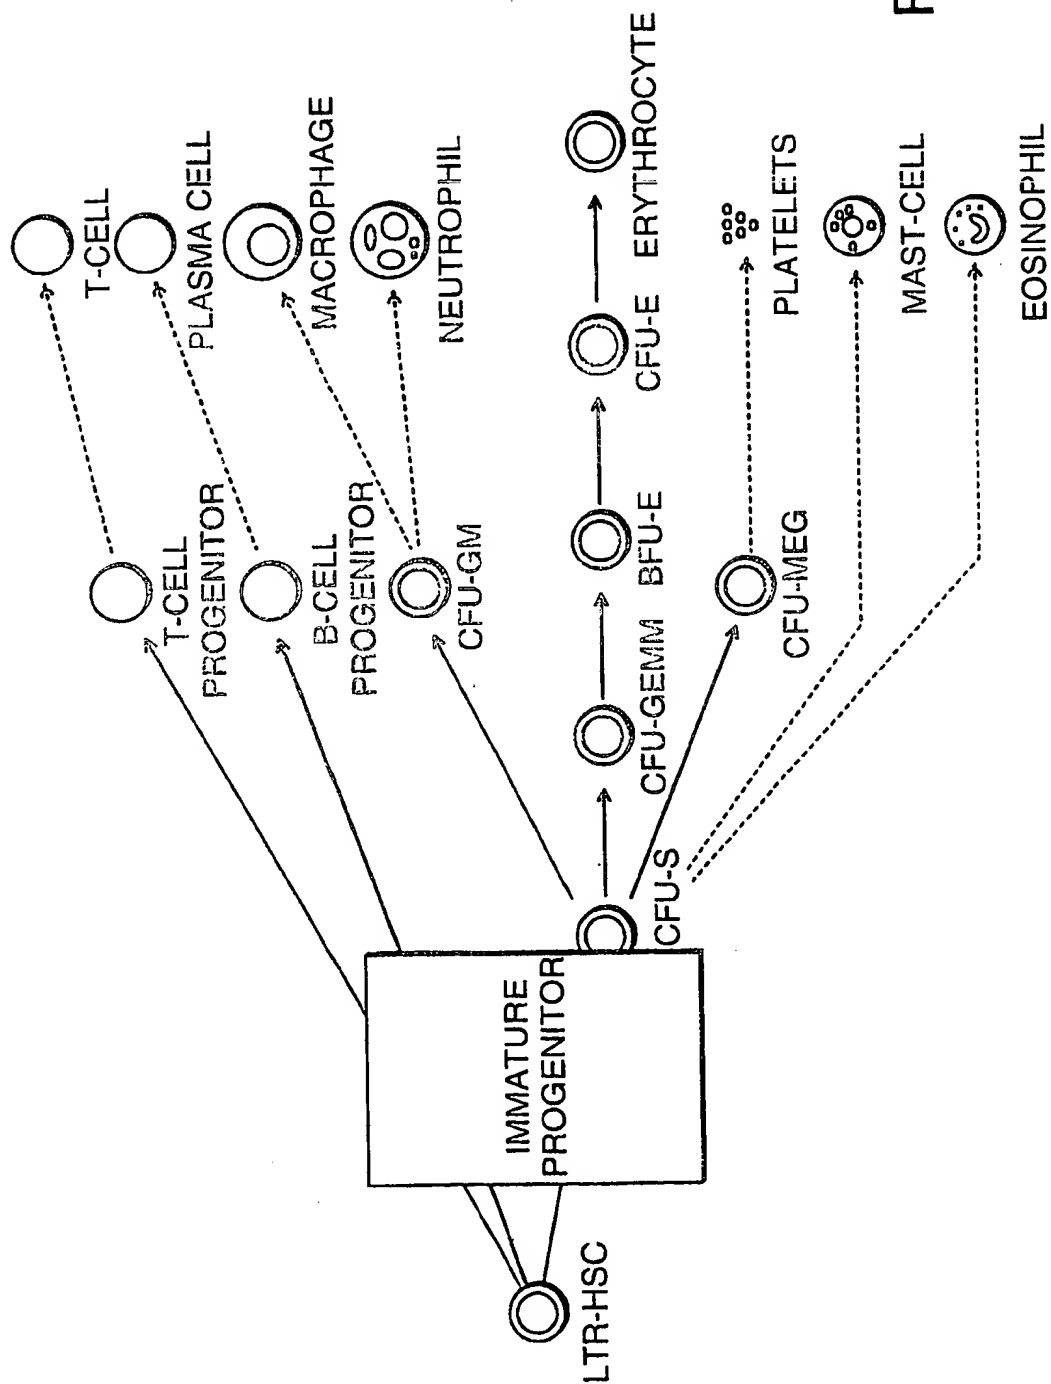 LTR-HSC
IMMATURE
PROGENITOR
CFU-S
T-CELL
PROGENITOR
B-CELL
PROGENITOR
CFU-GM
CFU-GEMM
BFU-E
CFU-E
ERYTHROCYTE
CFU-MEG
T-CELL
PLASMA CELL
MACROPHAGE
NEUTROPHIL
PLATELETS
MAST-CELL
EOSINOPHIL